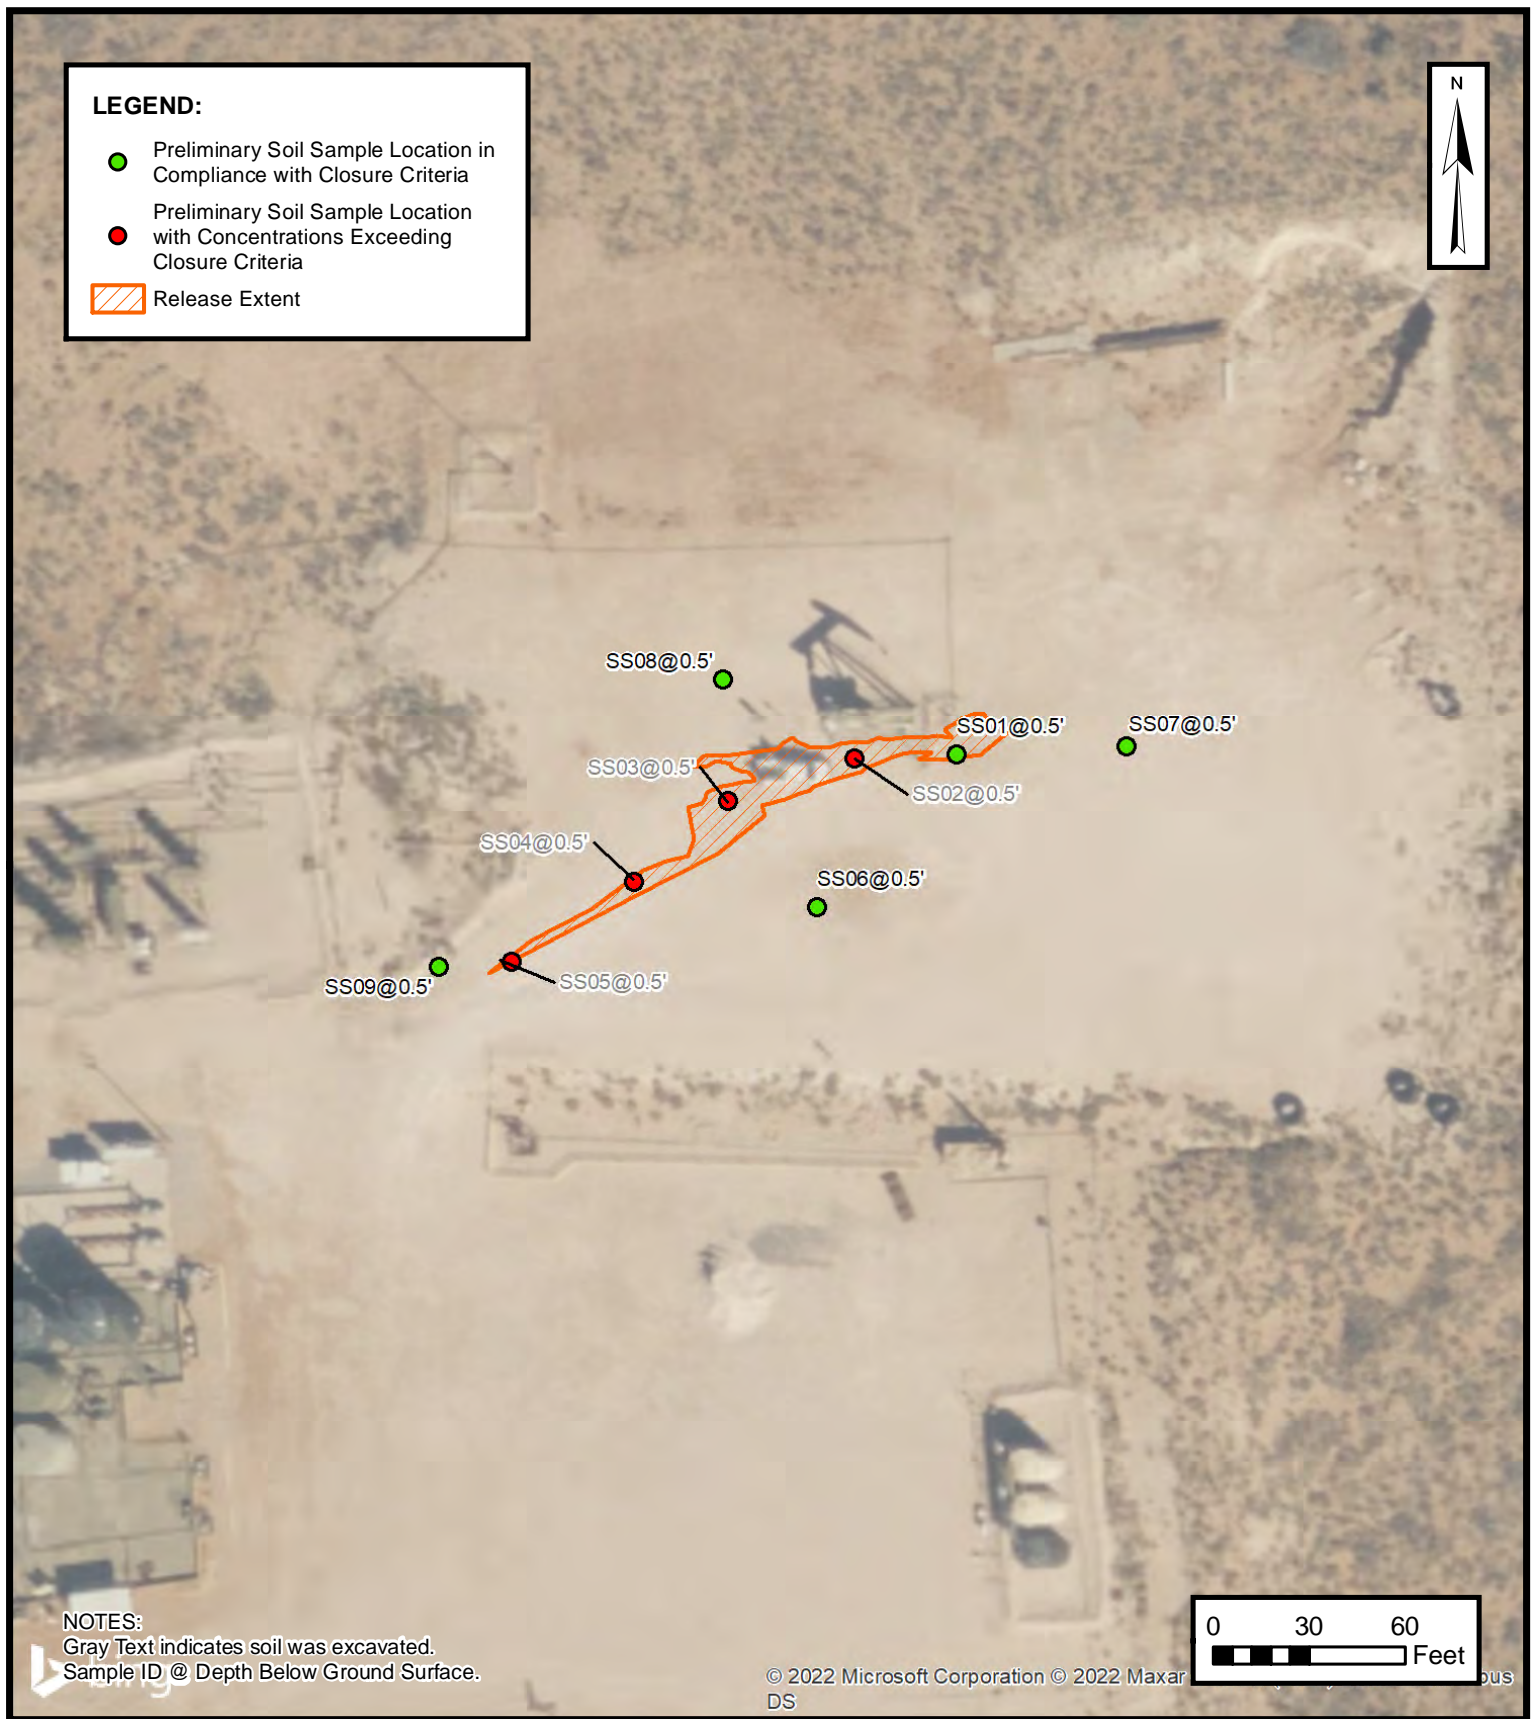 LEGEND:
Preliminary Soil Sample Location in
Compliance with Closure Criteria
Preliminary Soil Sample Location
with Concentrations Exceeding
Closure Criteria
Release Extent
N
SS08@0.5'
SS01@0.5'
SS07@0.5'
SS03@0.5'
SS02@0.5'
SS04@0.5'
SS06@0.5'
SS05@0.5'
SS09@0.5'
NOTES:
Gray Text indicates soil was excavated.
Sample ID @ Depth Below Ground Surface.
0 30 60
Feet
© 2022 Microsoft Corporation © 2022 Maxar
DS